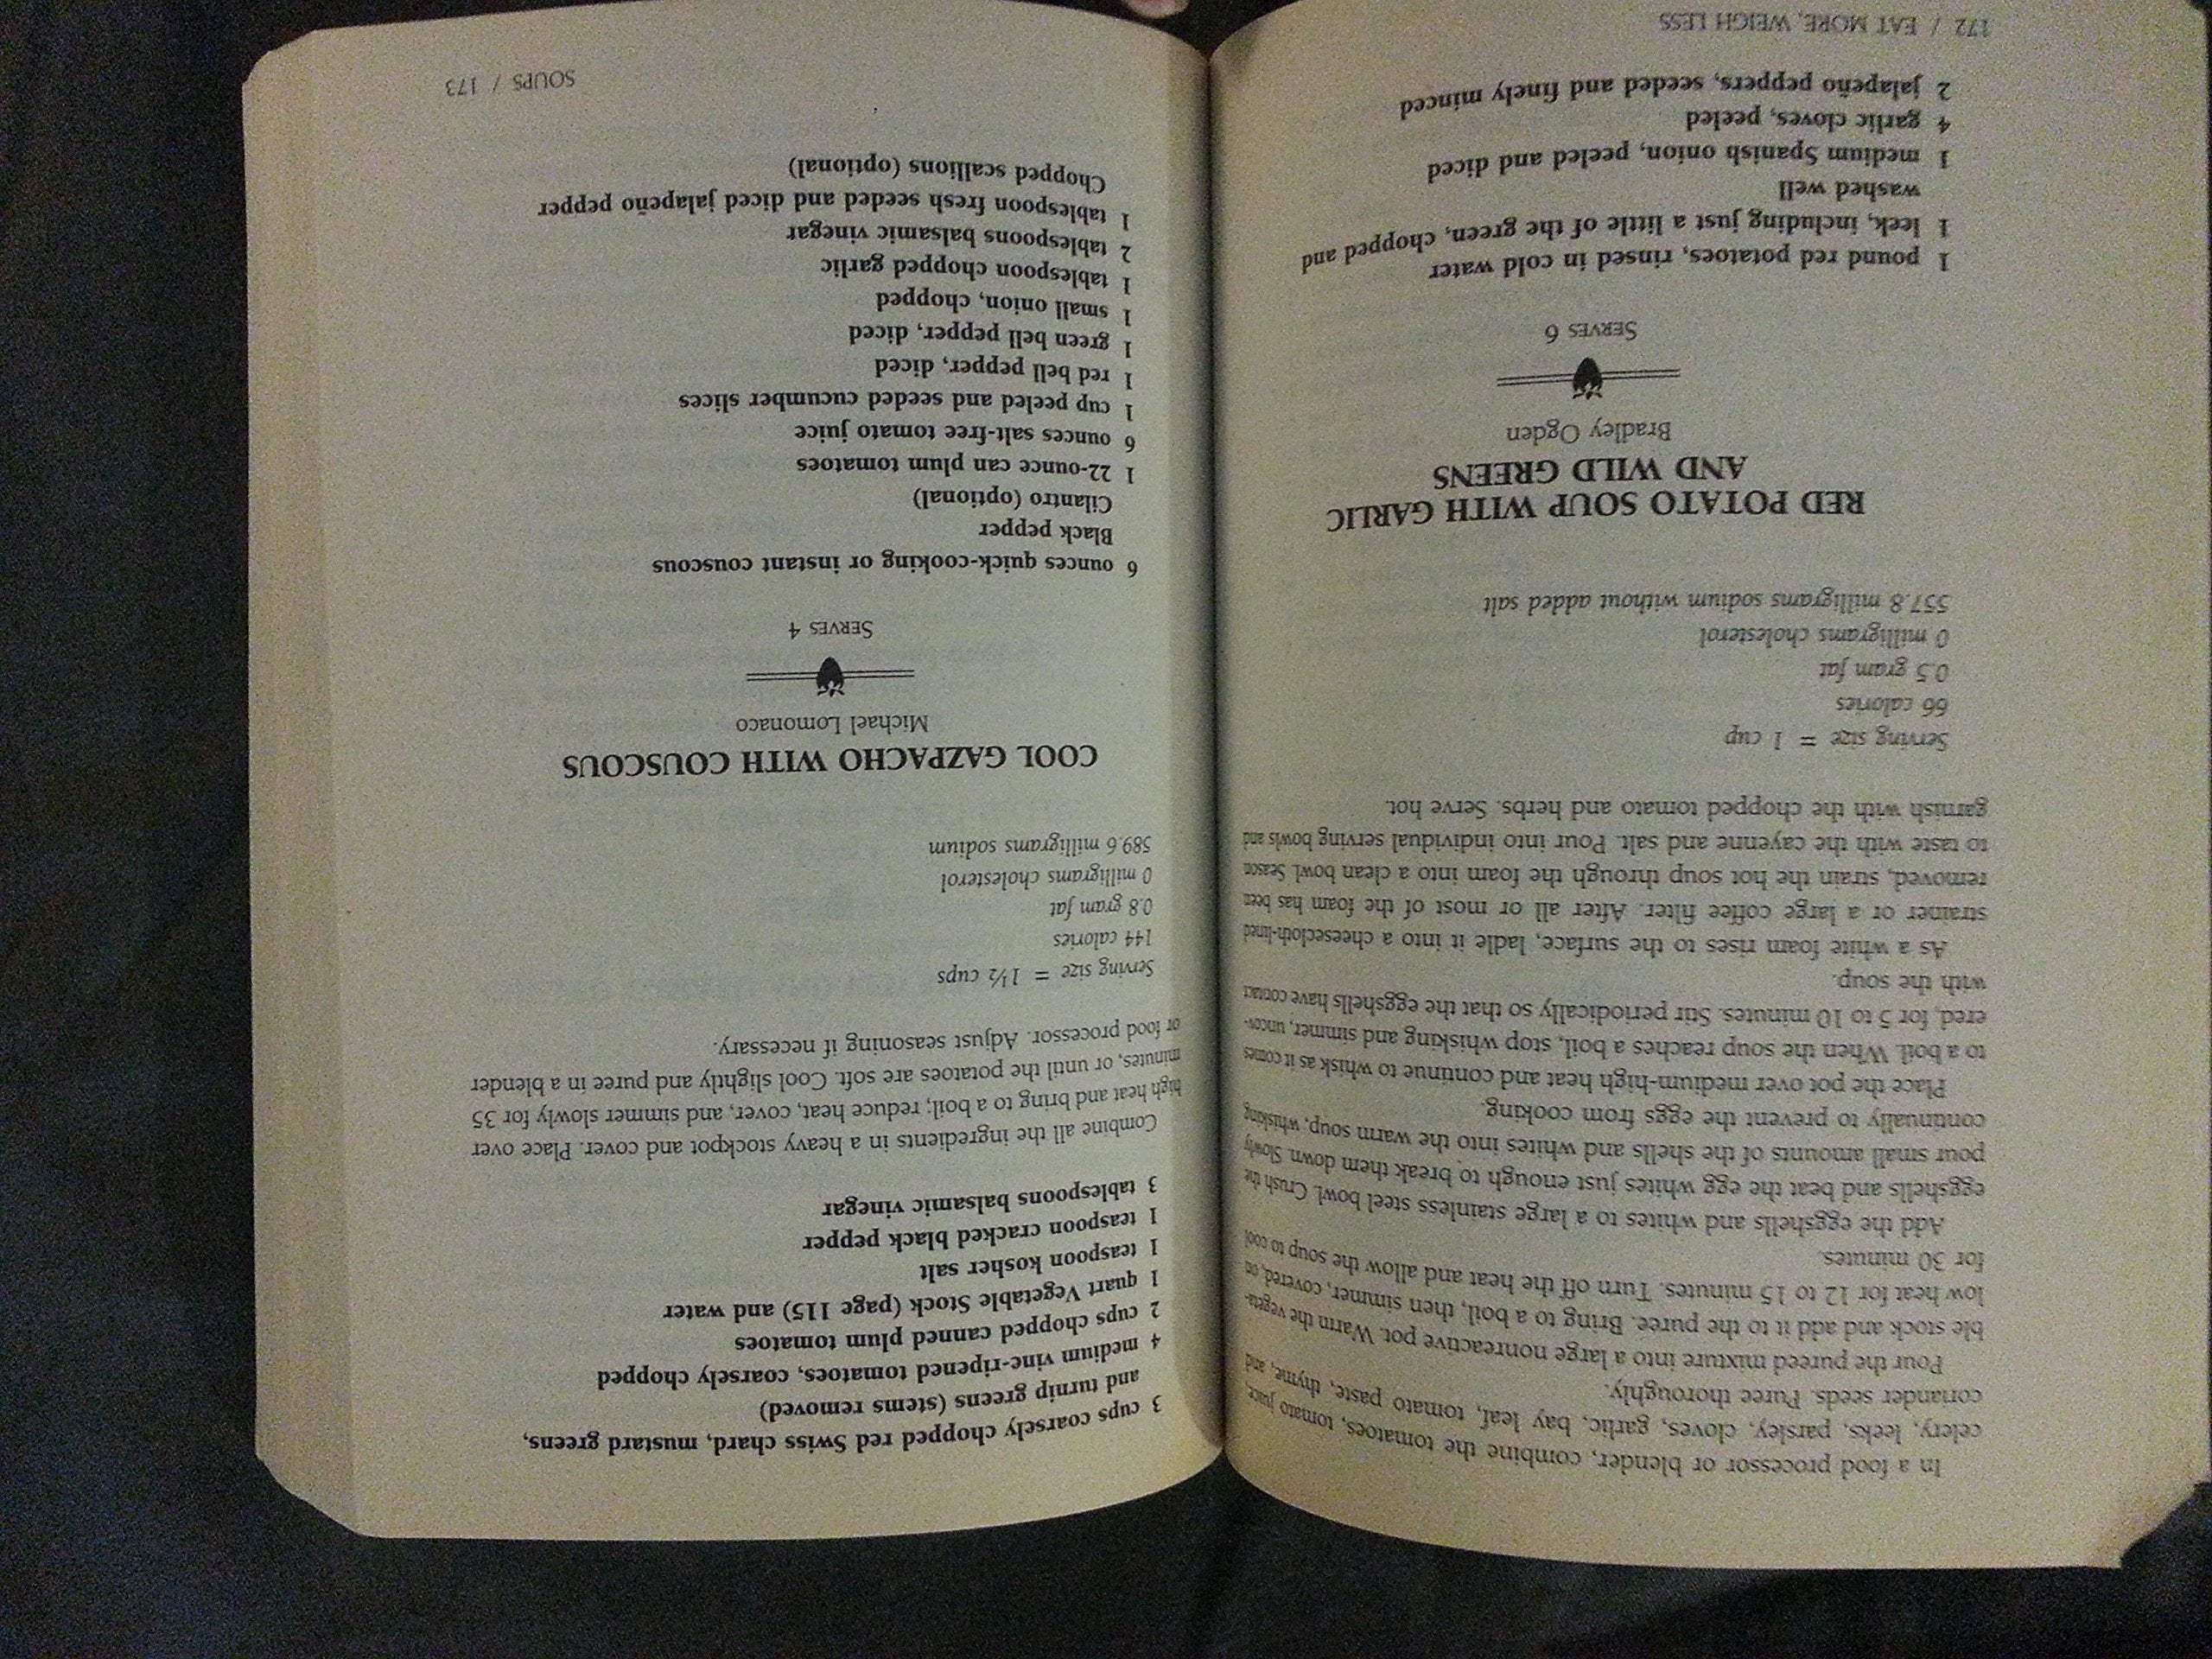 In a food processor or blender, combine the tomatoes, tomato juice,
celery, leeks, parsley, cloves, garlic, bay leaf, tomato paste, thyme, and
coriander seeds. Puree thoroughly.
Pour the pureed mixture into a large nonreactive pot. Warm the vegeta-
ble stock and add it to the puree. Bring to a boil, then simmer, covered, on
low heat for 12 to 15 minutes. Turn off the heat and allow the soup to cool
for 30 minutes.
Add the eggshells and whites to a large stainless steel bowl. Crush the
eggshells and beat the egg whites just enough to break them down. Slowly
pour small amounts of the shells and whites into the warm soup, whisking
continually to prevent the eggs from cooking.
Place the pot over medium-high heat and continue to whisk as it comes
to a boil. When the soup reaches a boil, stop whisking and simmer, uncov-
ered, for 5 to 10 minutes. Stir periodically so that the eggshells have contact
with the soup.
As a white foam rises to the surface, ladle it into a cheesecloth-lined
strainer or a large coffee filter. After all or most of the foam has been
removed, strain the hot soup through the foam into a clean bowl. Season
to taste with the cayenne and salt. Pour into individual serving bowls and
garnish with the chopped tomato and herbs. Serve hot.
Serving size = 1 cup
66 calories
0.5 gram fat
0 milligrams cholesterol
557.8 milligrams sodium without added salt
RED POTATO SOUP WITH GARLIC
AND WILD GREENS
Bradley Ogden
SERVES 6
1 pound red potatoes, rinsed in cold water
1 leek, including just a little of the green, chopped and
washed well
1 medium Spanish onion, peeled and diced
4 garlic cloves, peeled
2 jalapeño peppers, seeded and finely minced
172 / EAT MORE, WEIGH LESS
3 cups coarsely chopped red Swiss chard, mustard greens,
and turnip greens (stems removed)
4 medium vine-ripened tomatoes, coarsely chopped
2 cups chopped canned plum tomatoes
1 quart Vegetable Stock (page 115) and water
1 teaspoon kosher salt
1 teaspoon cracked black pepper
3 tablespoons balsamic vinegar
Combine all the ingredients in a heavy stockpot and cover. Place over
high heat and bring to a boil; reduce heat, cover, and simmer slowly for 35
minutes, or until the potatoes are soft. Cool slightly and puree in a blender
or food processor. Adjust seasoning if necessary.
Serving size = 1½ cups
144 calories
0.8 gram fat
0 milligrams cholesterol
589.6 milligrams sodium
COOL GAZPACHO WITH COUSCOUS
Michael Lomonaco
SERVES 4
6 ounces quick-cooking or instant couscous
Black pepper
Cilantro (optional)
1 22-ounce can plum tomatoes
6 ounces salt-free tomato juice
1 cup peeled and seeded cucumber slices
1 red bell pepper, diced
1 green bell pepper, diced
1 small onion, chopped
1 tablespoon chopped garlic
2 tablespoons balsamic vinegar
1 tablespoon fresh seeded and diced jalapeño pepper
Chopped scallions (optional)
SOUPS / 173